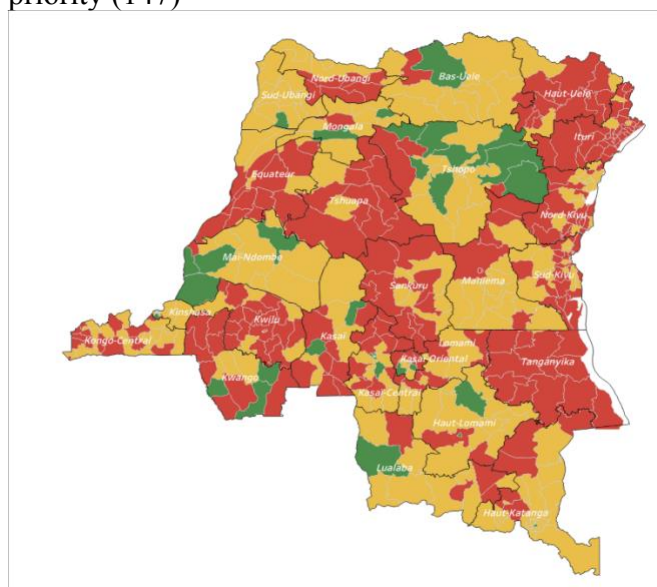 priority (147)
Nord-Ubangi
Bas-Uele
Sud-Ubangi
Haut-Uele
Mongala
Ituri
Equateur
Tshopo
Tshuapa
Nord-Kivu
Mai-Ndombe
Sankuru
Maniema
Sud-Kivu
Kinshasa
Kongo-Central
Kwilu
Kasai
Lomami
Kasai-Oriental
Tanganyika
Kwango
Kasai-Central
Haut-Lomami
Lualaba
Haut-Katanga